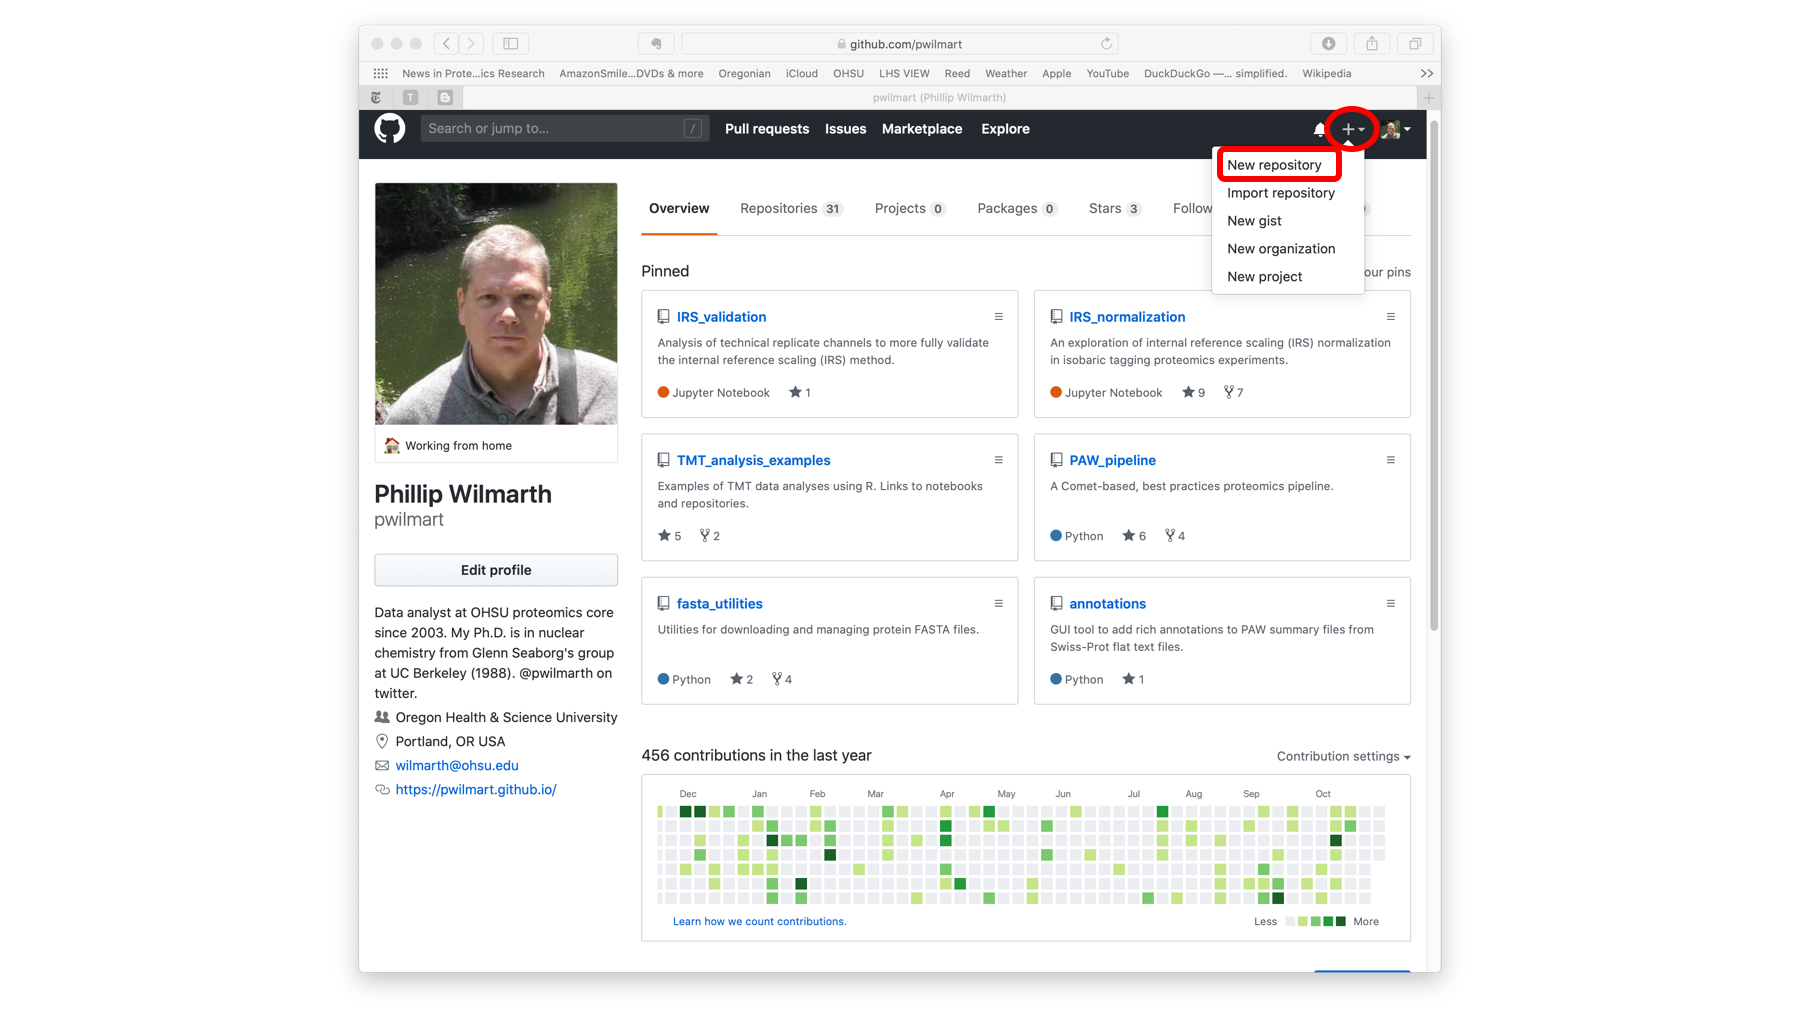 github.com/pwilmart
News in Prote...ics Research AmazonSmile...DVDs & more Oregonian iCloud OHSU LHS VIEW Reed Weather Apple YouTube DuckDuckGo —... simplified. Wikipedia
T
pwilmart (Phillip Wilmarth)
Search or jump to... /
Pull requests Issues Marketplace Explore
New repository
Import repository
New gist
New organization
New project
Overview Repositories 31 Projects 0 Packages 0 Stars 3 Follow
Pinned
our pins
IRS_validation
Analysis of technical replicate channels to more fully validate
the internal reference scaling (IRS) method.
Jupyter Notebook 1
IRS_normalization
An exploration of internal reference scaling (IRS) normalization
in isobaric tagging proteomics experiments.
Jupyter Notebook 9 7
TMT_analysis_examples
Examples of TMT data analyses using R. Links to notebooks
and repositories.
5 2
PAW_pipeline
A Comet-based, best practices proteomics pipeline.
Python 6 4
fasta_utilities
Utilities for downloading and managing protein FASTA files.
Python 2 4
annotations
GUI tool to add rich annotations to PAW summary files from
Swiss-Prot flat text files.
Python 1
Working from home
Phillip Wilmarth
pwilmart
Edit profile
Data analyst at OHSU proteomics core
since 2003. My Ph.D. is in nuclear
chemistry from Glenn Seaborg's group
at UC Berkeley (1988). @pwilmarth on
twitter.
Oregon Health & Science University
Portland, OR USA
wilmarth@ohsu.edu
https://pwilmart.github.io/
456 contributions in the last year
Contribution settings
Dec Jan Feb Mar Apr May Jun Jul Aug Sep Oct
Learn how we count contributions.
Less More